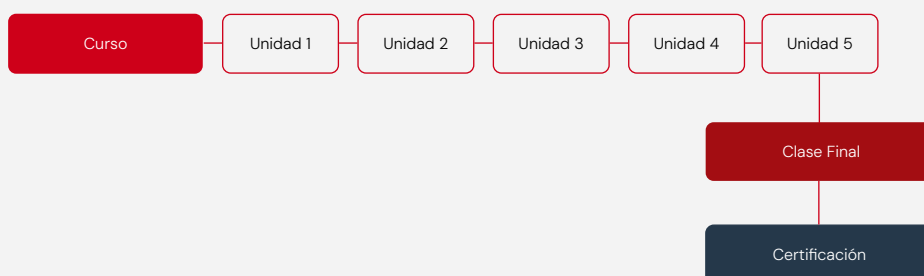 Curso
Unidad 1
Unidad 2
Unidad 3
Unidad 4
Unidad 5
Clase Final
Certificación